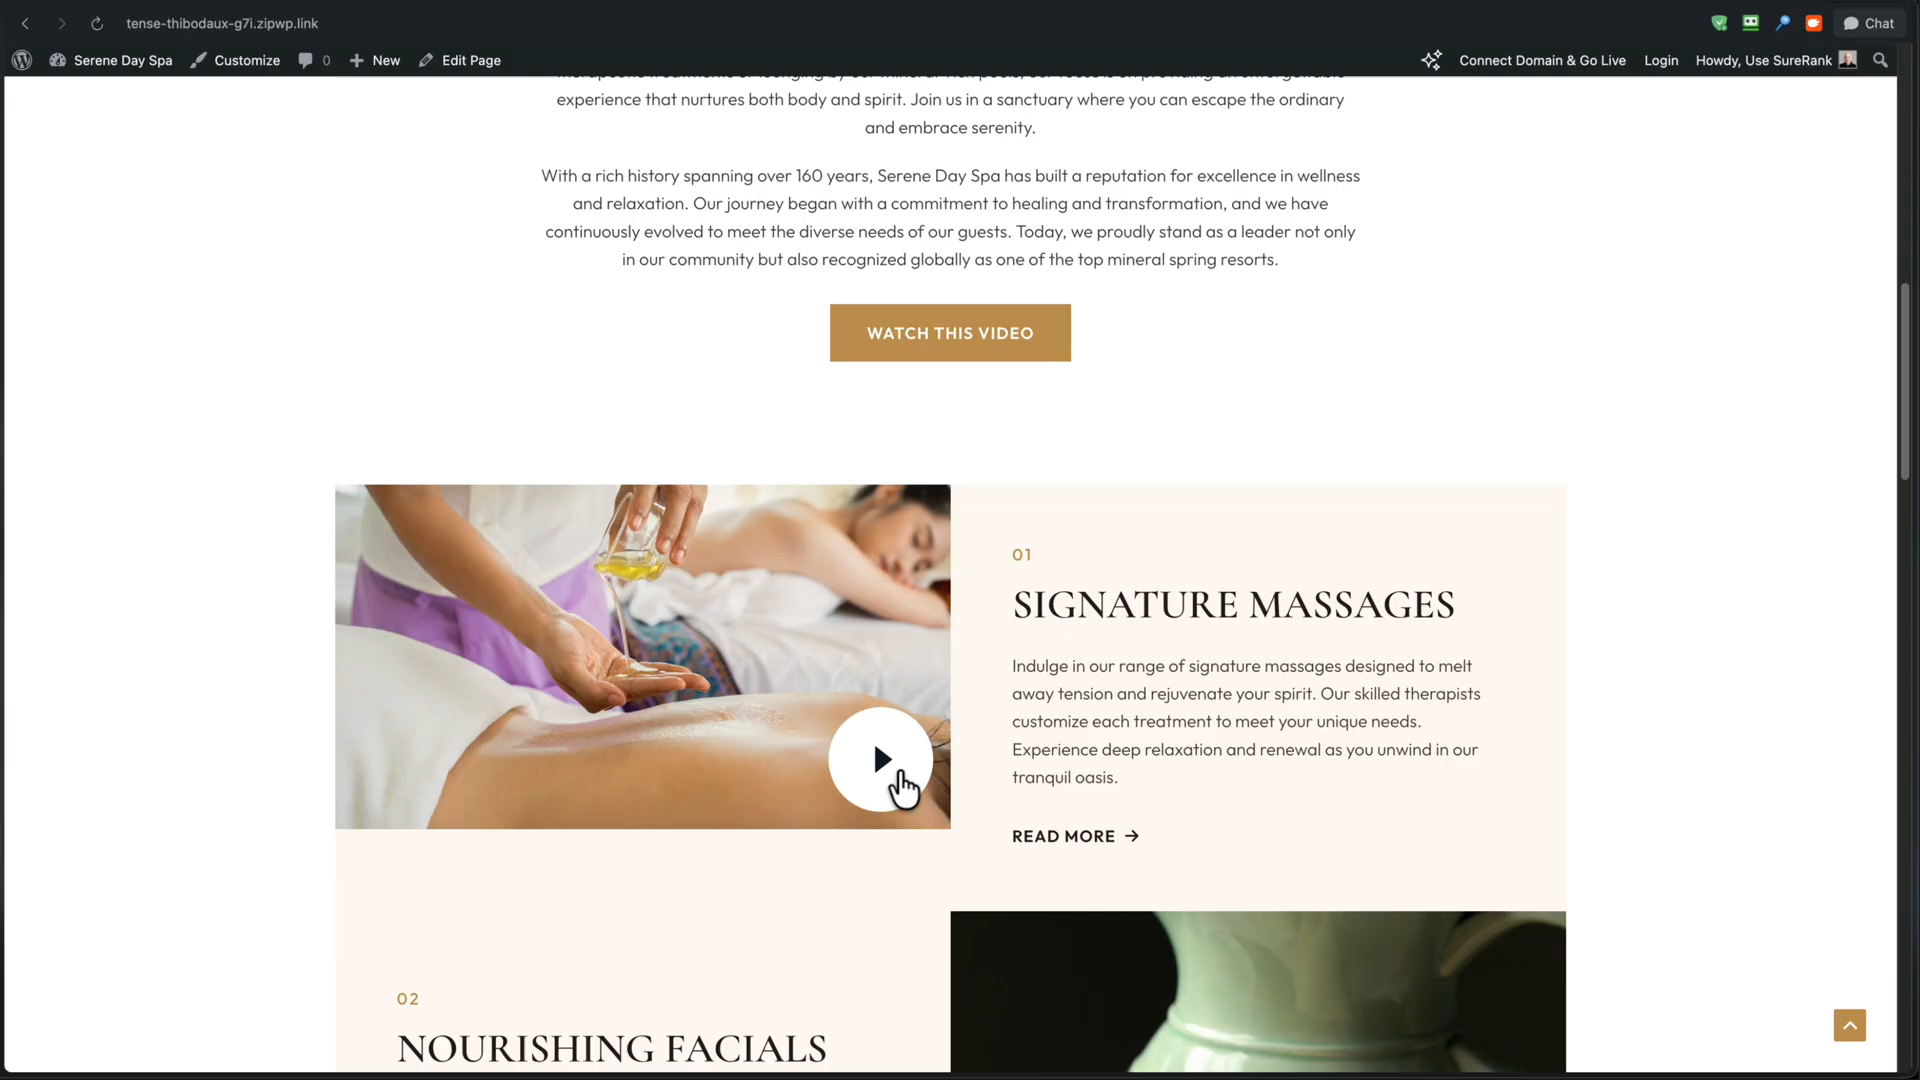 tense-thibodaux-g7i.zipwp.link
Chat
Serene Day Spa
Customize
0
New
Edit Page
Connect Domain & Go Live
Login
Howdy, Use SureRank
experience that nurtures both body and spirit. Join us in a sanctuary where you can escape the ordinary
and embrace serenity.
With a rich history spanning over 160 years, Serene Day Spa has built a reputation for excellence in wellness
and relaxation. Our journey began with a commitment to healing and transformation, and we have
continuously evolved to meet the diverse needs of our guests. Today, we proudly stand as a leader not only
in our community but also recognized globally as one of the top mineral spring resorts.
WATCH THIS VIDEO
01
SIGNATURE MASSAGES
Indulge in our range of signature massages designed to melt
away tension and rejuvenate your spirit. Our skilled therapists
customize each treatment to meet your unique needs.
Experience deep relaxation and renewal as you unwind in our
tranquil oasis.
READ MORE →
02
NOURISHING FACIALS